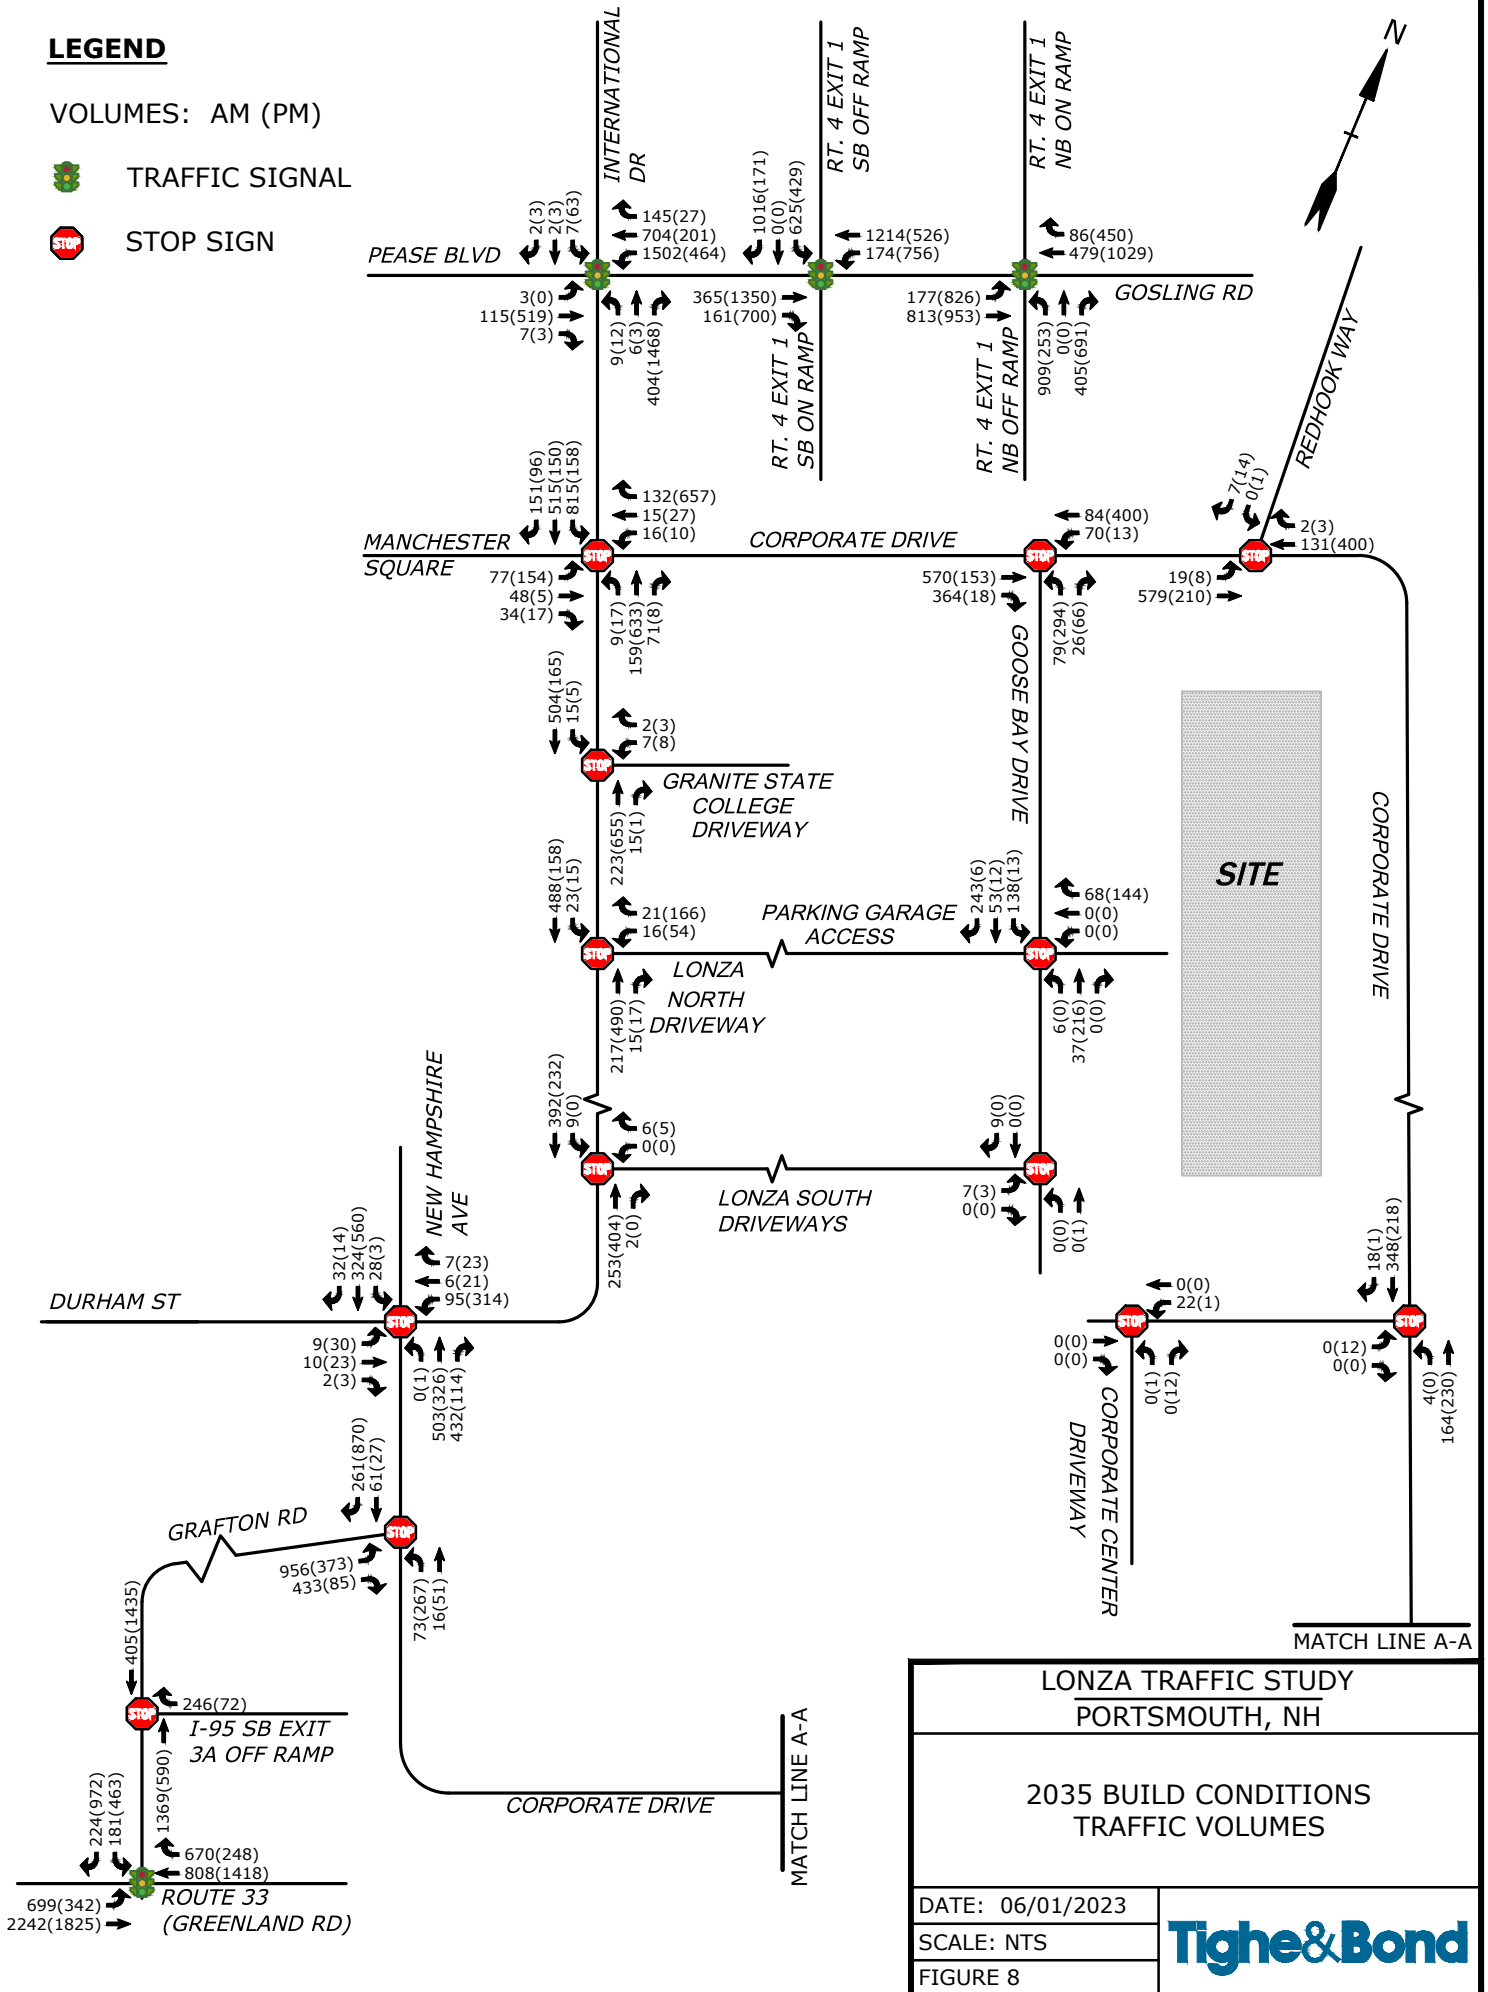 LEGEND
VOLUMES: AM (PM)
TRAFFIC SIGNAL
STOP SIGN
INTERNATIONAL
DR
RT. 4 EXIT 1
SB OFF RAMP
RT. 4 EXIT 1
NB ON RAMP
N
PEASE BLVD
2(3)
2(3)
7(63)
145(27)
704(201)
1502(464)
3(0)
115(519)
7(3)
9(12)
6(3)
404(1468)
1016(171)
0(0)
625(429)
1214(526)
174(756)
365(1350)
161(700)
RT. 4 EXIT 1
SB ON RAMP
86(450)
479(1029)
GOSLING RD
177(826)
813(953)
909(253)
0(0)
405(691)
RT. 4 EXIT 1
NB OFF RAMP
REDHOOK WAY
MANCHESTER
SQUARE
151(96)
515(150)
815(158)
132(657)
15(27)
16(10)
77(154)
48(5)
34(17)
9(17)
159(633)
71(8)
STOP
CORPORATE DRIVE
84(400)
70(13)
570(153)
364(18)
79(294)
26(66)
STOP
7(14)
0(1)
2(3)
131(400)
19(8)
579(210)
STOP
GOOSE BAY DRIVE
504(165)
15(5)
2(3)
7(8)
STOP
GRANITE STATE
COLLEGE
DRIVEWAY
223(655)
15(1)
SITE
CORPORATE DRIVE
488(158)
23(15)
21(166)
16(54)
STOP
217(490)
15(17)
PARKING GARAGE
ACCESS
LONZA
NORTH
DRIVEWAY
243(6)
53(12)
138(13)
68(144)
0(0)
0(0)
STOP
6(0)
37(216)
0(0)
392(232)
9(0)
6(5)
0(0)
STOP
253(404)
2(0)
LONZA SOUTH
DRIVEWAYS
9(0)
0(0)
7(3)
0(0)
STOP
0(0)
0(1)
NEW HAMPSHIRE
AVE
DURHAM ST
32(14)
324(560)
28(3)
7(23)
6(21)
95(314)
STOP
9(30)
10(23)
2(3)
0(1)
503(326)
432(114)
0(0)
22(1)
0(0)
0(0)
STOP
0(1)
0(12)
CORPORATE CENTER
DRIVEWAY
18(1)
348(218)
0(12)
0(0)
STOP
4(0)
164(230)
MATCH LINE A-A
261(870)
61(27)
GRAFTON RD
STOP
956(373)
433(85)
73(267)
16(51)
405(1435)
246(72)
STOP
I-95 SB EXIT
3A OFF RAMP
1369(590)
224(972)
181(463)
670(248)
808(1418)
699(342)
2242(1825)
ROUTE 33
(GREENLAND RD)
CORPORATE DRIVE
MATCH LINE A-A
LONZA TRAFFIC STUDY
PORTSMOUTH, NH
2035 BUILD CONDITIONS
TRAFFIC VOLUMES
DATE: 06/01/2023
SCALE: NTS
FIGURE 8
Tighe&Bond